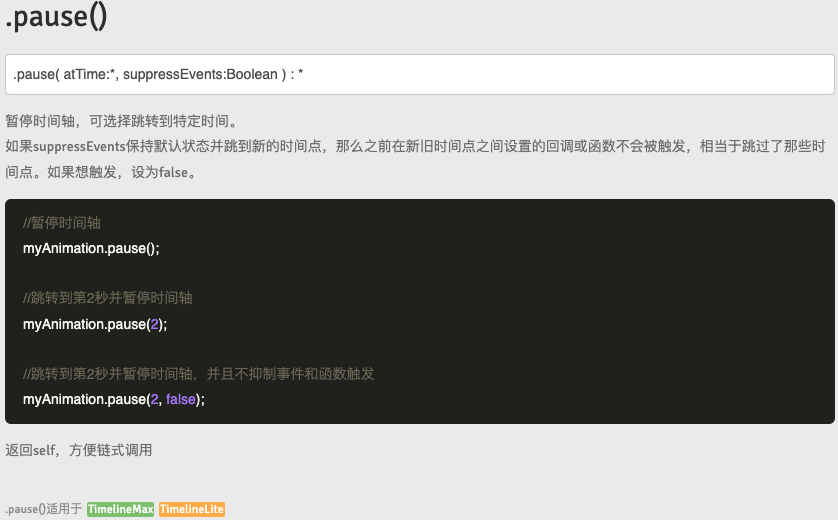 .pause()
.pause( atTime:*, suppressEvents:Boolean ) : *
暂停时间轴，可选择跳转到特定时间。
如果suppressEvents保持默认状态并跳到新的时间点，那么之前在新旧时间点之间设置的回调或函数不会被触发，相当于跳过了那些时
间点。如果想触发，设为false。
//暂停时间轴
myAnimation.pause();
//跳转到第2秒并暂停时间轴
myAnimation.pause(2);
//跳转到第2秒并暂停时间轴，并且不抑制事件和函数触发
myAnimation.pause(2, false);
返回self，方便链式调用
.pause()适用于 TimelineMax TimelineLite